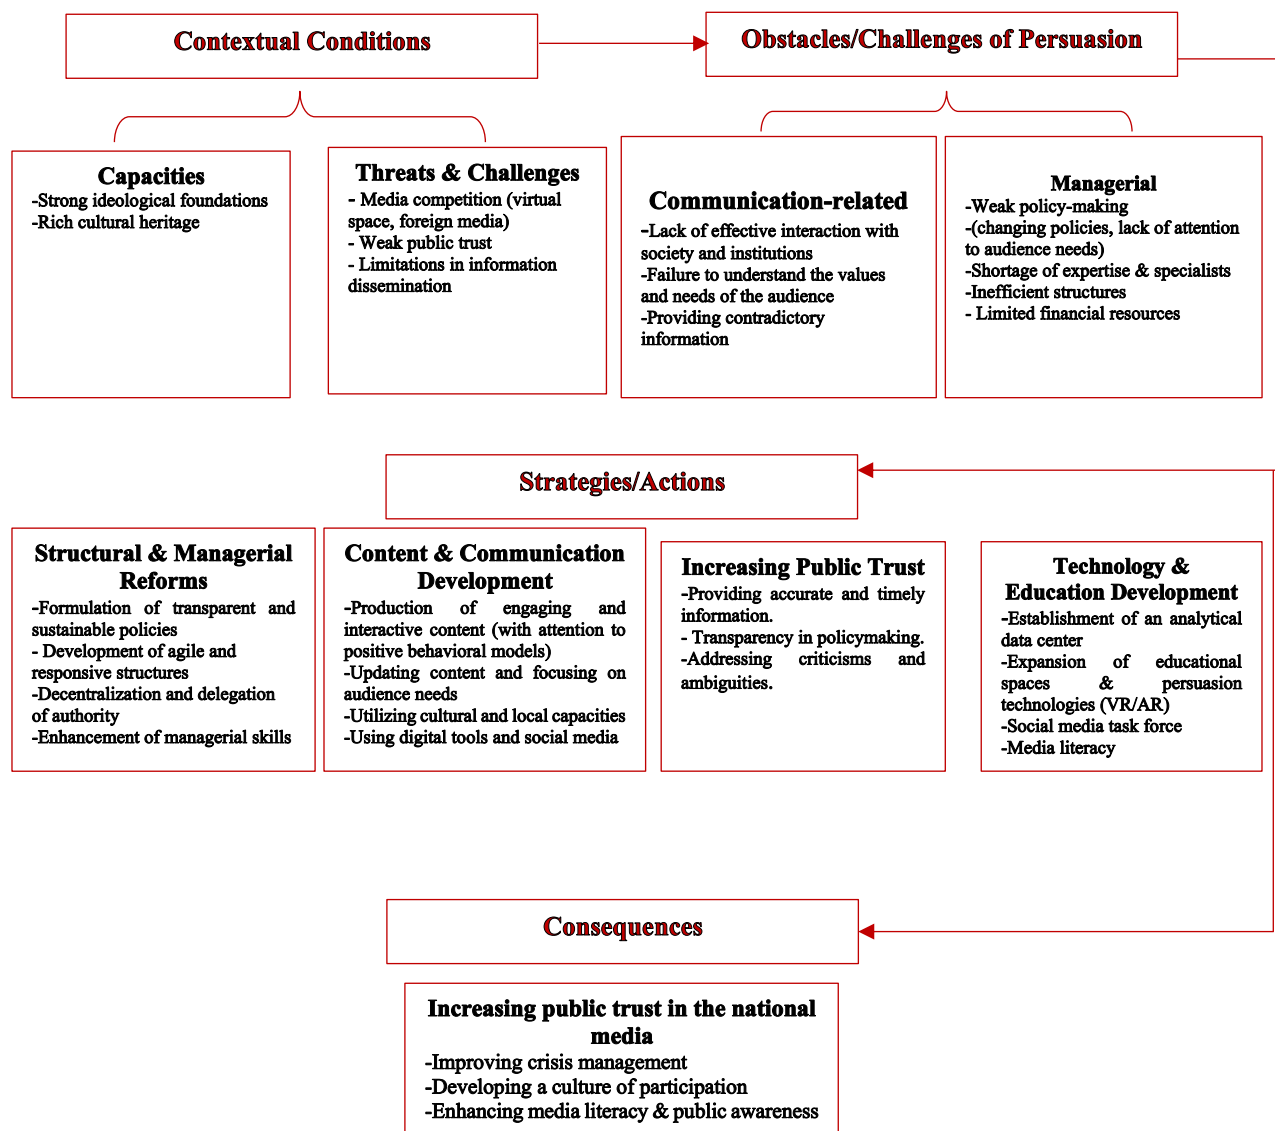 Contextual Conditions
Obstacles/Challenges of Persuasion
Capacities
-Strong ideological foundations
-Rich cultural heritage
Threats & Challenges
- Media competition (virtual
space, foreign media)
- Weak public trust
- Limitations in information
dissemination
Communication-related
-Lack of effective interaction with
society and institutions
-Failure to understand the values
and needs of the audience
-Providing contradictory
information
Managerial
-Weak policy-making
-(changing policies, lack of attention
to audience needs)
-Shortage of expertise & specialists
-Inefficient structures
- Limited financial resources
Strategies/Actions
Structural & Managerial
Reforms
-Formulation of transparent and
sustainable policies
- Development of agile and
responsive structures
-Decentralization and delegation
of authority
-Enhancement of managerial skills
Content & Communication
Development
-Production of engaging and
interactive content (with attention to
positive behavioral models)
-Updating content and focusing on
audience needs
-Utilizing cultural and local capacities
-Using digital tools and social media
Increasing Public Trust
-Providing accurate and timely
information.
- Transparency in policymaking.
-Addressing criticisms and
ambiguities.
Technology &
Education Development
-Establishment of an analytical
data center
-Expansion of educational
spaces & persuasion
technologies (VR/AR)
-Social media task force
-Media literacy
Consequences
Increasing public trust in the national
media
-Improving crisis management
-Developing a culture of participation
-Enhancing media literacy & public awareness